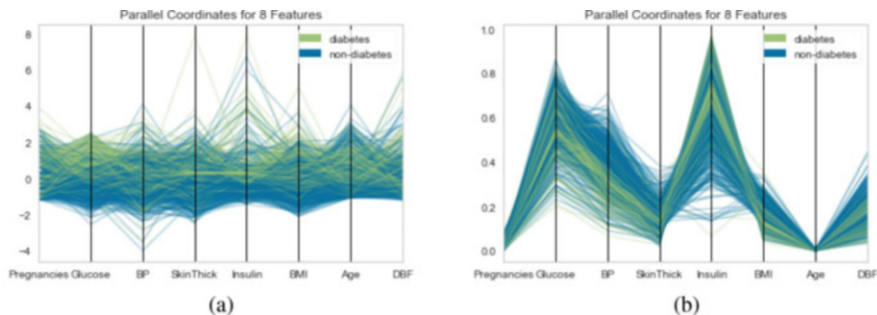 Parallel Coordinates for 8 Features
8
6
4
2
0
−2
−4
diabetes
non-diabetes
Pregnancies Glucose BP SkinThick Insulin BMI Age DBF
(a)
Parallel Coordinates for 8 Features
1.0
0.8
0.6
0.4
0.2
0.0
diabetes
non-diabetes
Pregnancies Glucose BP SkinThick Insulin BMI Age DBF
(b)